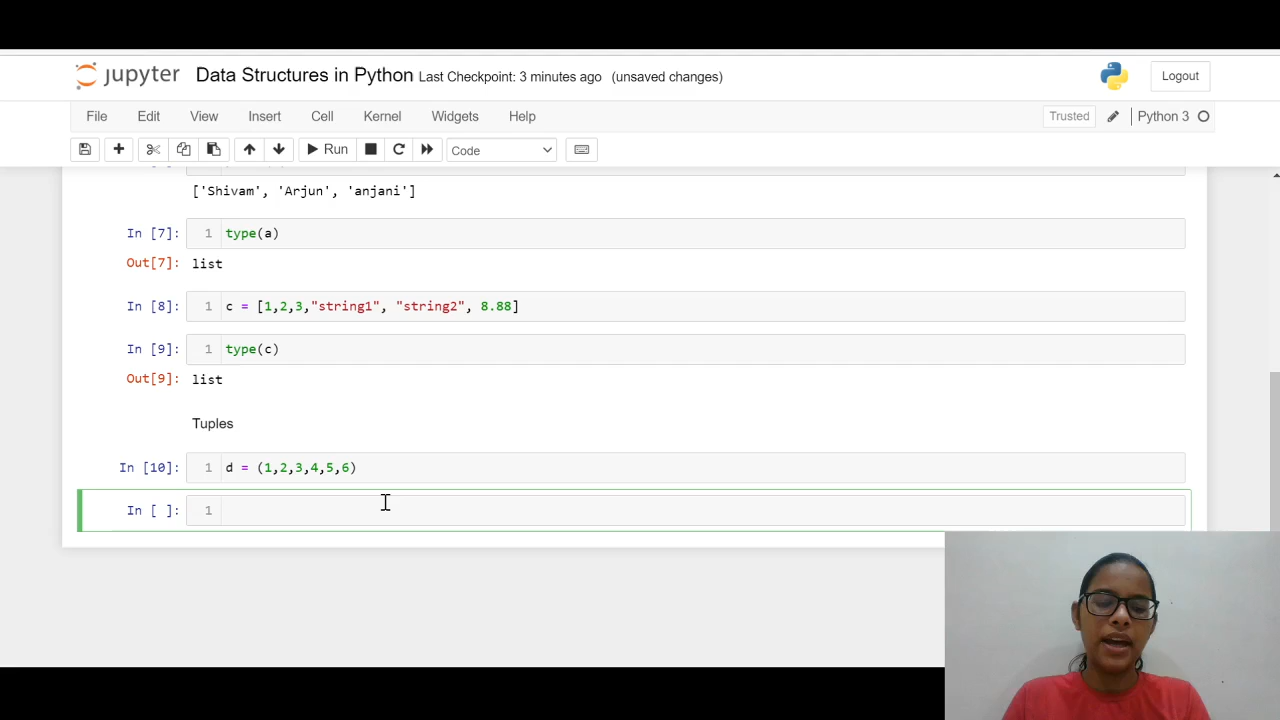 jupyter Data Structures in Python Last Checkpoint: 3 minutes ago (unsaved changes) Logout
File Edit View Insert Cell Kernel Widgets Help Trusted Python 3
Run Code
['Shivam', 'Arjun', 'anjani']
In [7]: 1 type(a)
Out[7]: list
In [8]: 1 c = [1,2,3,"string1", "string2", 8.88]
In [9]: 1 type(c)
Out[9]: list
Tuples
In [10]: 1 d = (1,2,3,4,5,6)
In [ ]: 1